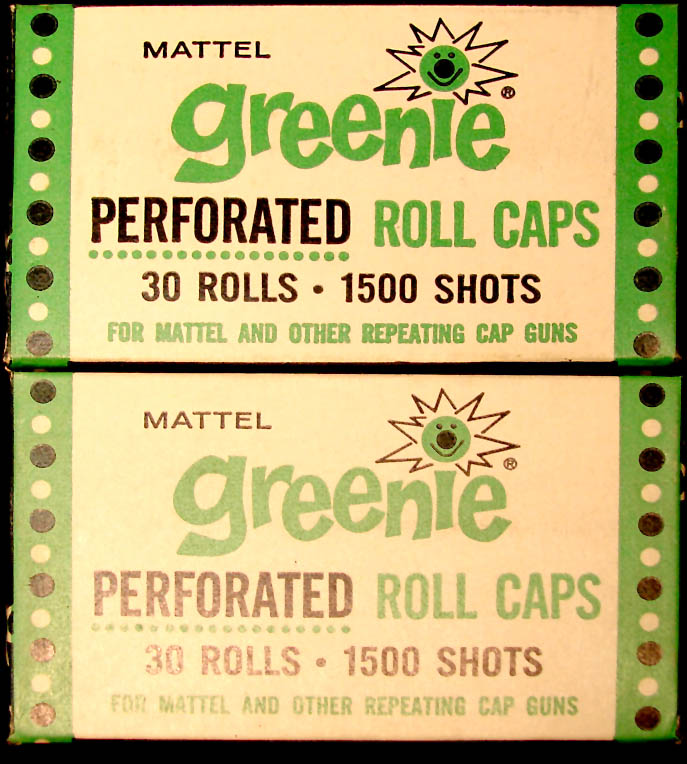 MATTEL
greenie®
PERFORATED ROLL CAPS
30 ROLLS • 1500 SHOTS
FOR MATTEL AND OTHER REPEATING CAP GUNS
MATTEL
greenie®
PERFORATED ROLL CAPS
30 ROLLS • 1500 SHOTS
FOR MATTEL AND OTHER REPEATING CAP GUNS